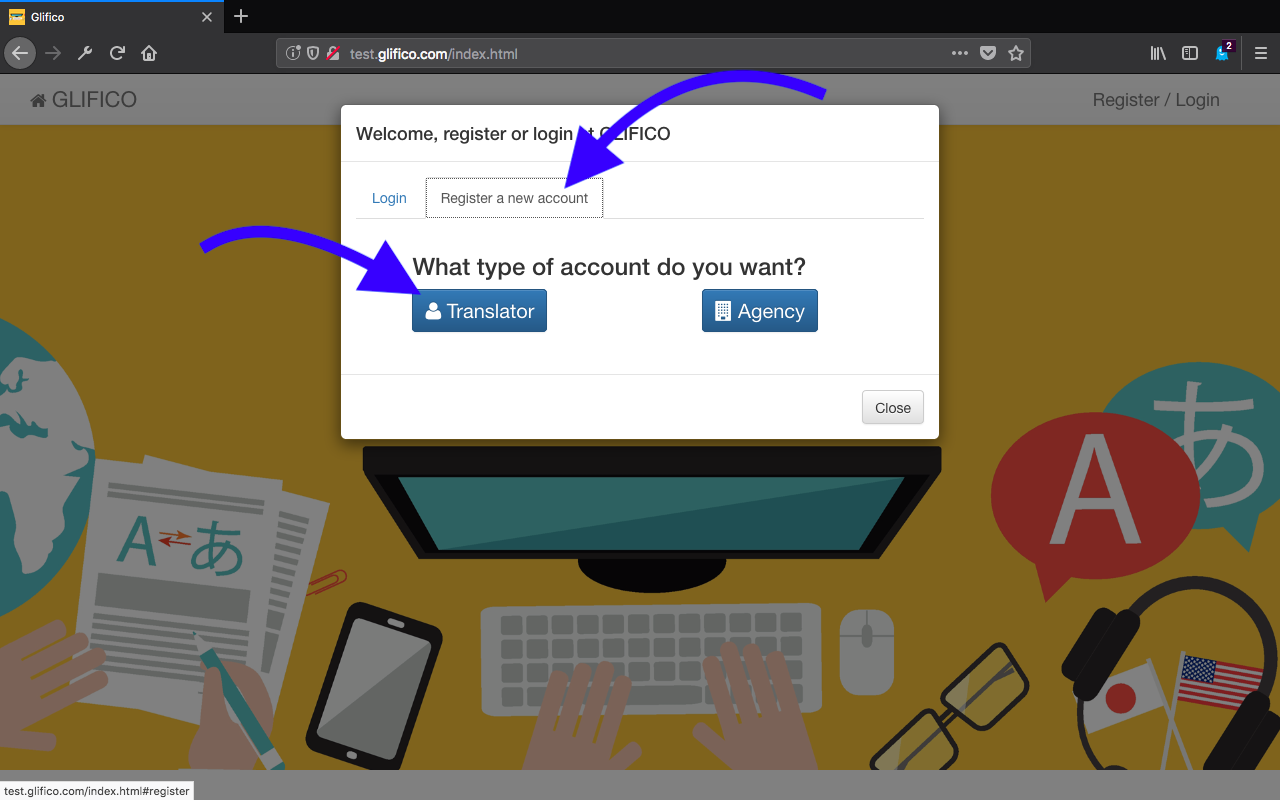 Glifico
test.glifico.com/index.html
2
GLIFICO
Register / Login
Welcome, register or login at GLIFICO
Login
Register a new account
What type of account do you want?
Translator
Agency
Close
A
あ
A
あ
test.glifico.com/index.html#register